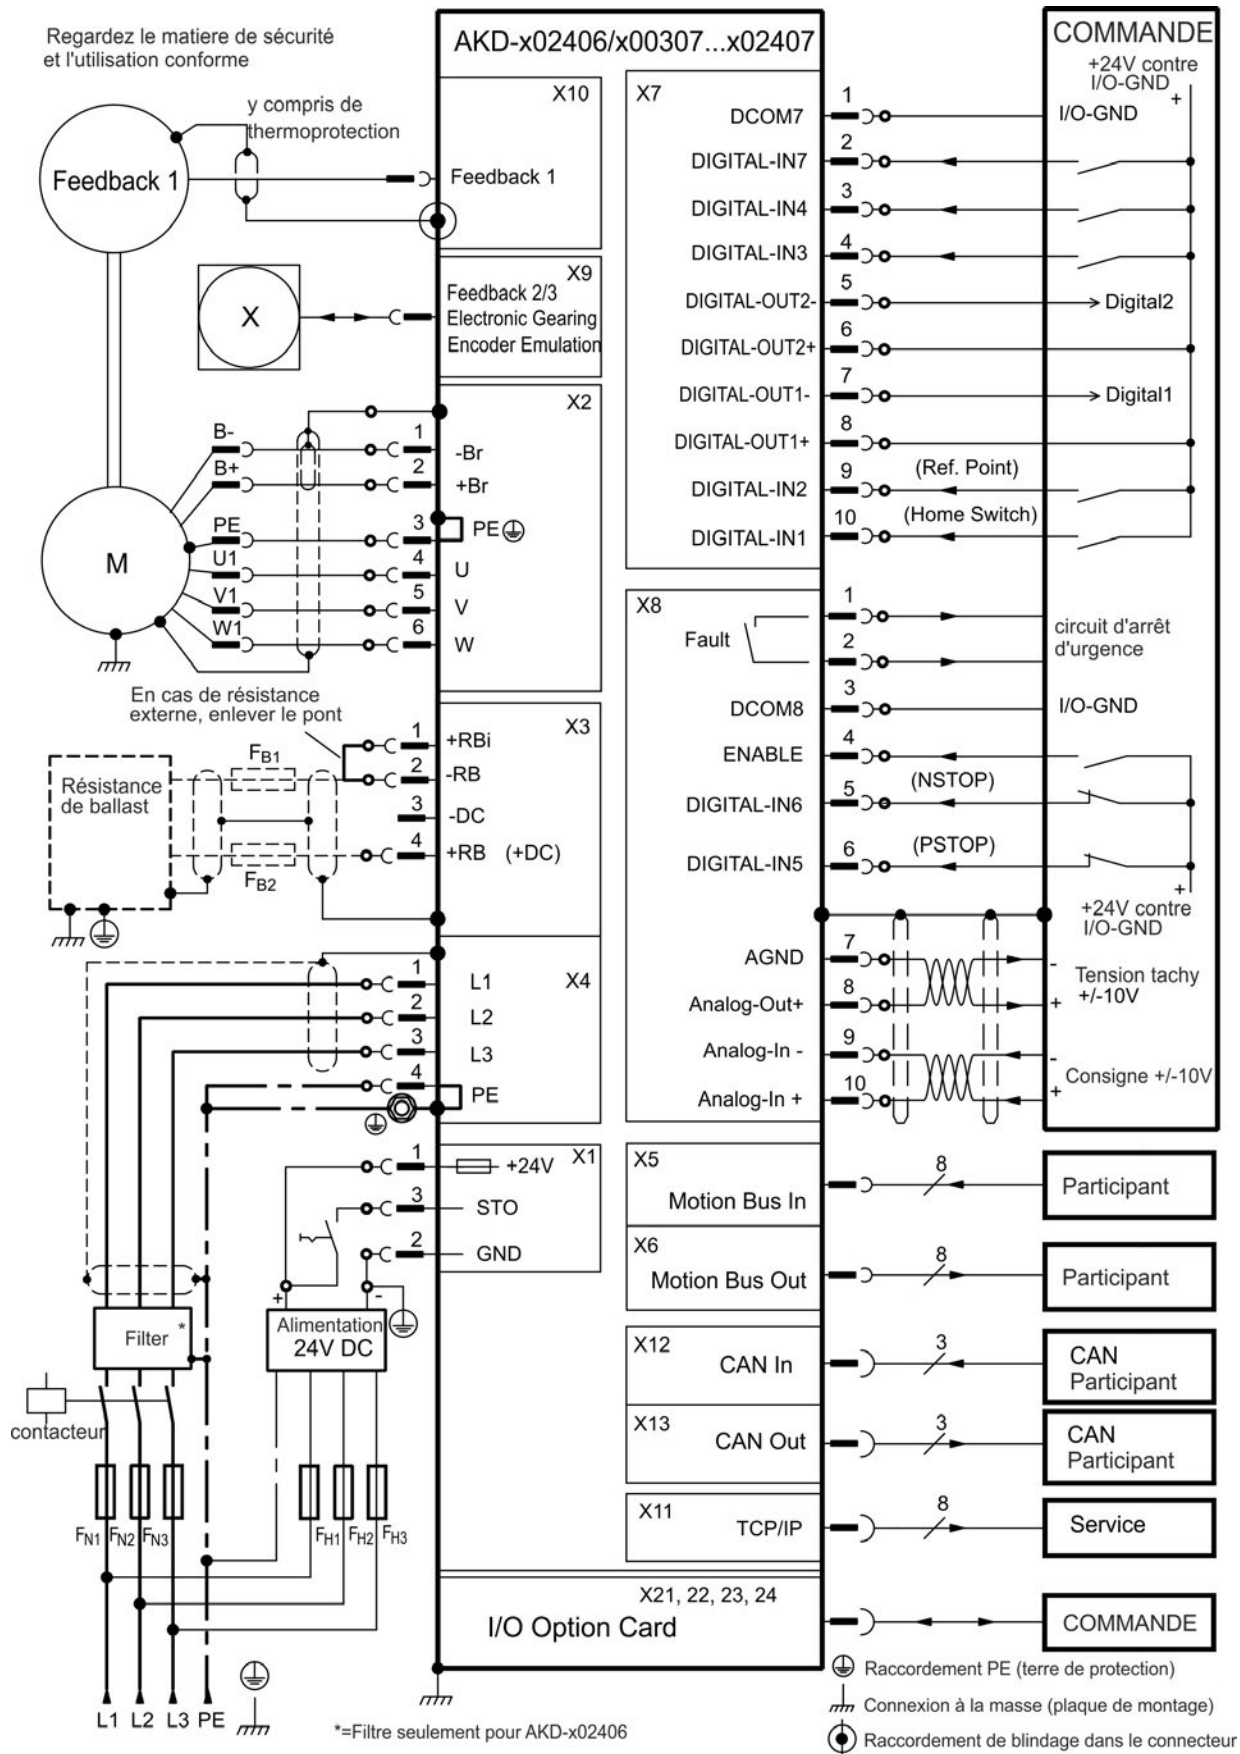 Regardez le matiere de sécurité
et l'utilisation conforme
y compris de
thermoprotection
Feedback 1
X
B-
B+
PE
U1
V1
W1
M
En cas de résistance
externe, enlever le pont
FB1
Résistance
de ballast
FB2
Filter *
contacteur
FN1 FN2 FN3
+ -
Alimentation
24V DC
FH1 FH2 FH3
L1 L2 L3 PE
*=Filtre seulement pour AKD-x02406
AKD-x02406/x00307...x02407
X10
Feedback 1
X9
Feedback 2/3
Electronic Gearing
Encoder Emulation
X2
1 -Br
2 +Br
3 PE
4 U
5 V
6 W
X3
1 +RBi
2 -RB
3 -DC
4 +RB (+DC)
X4
1 L1
2 L2
3 L3
4 PE
X1
1 +24V
3 STO
2 GND
X7
DCOM7 1
DIGITAL-IN7 2
DIGITAL-IN4 3
DIGITAL-IN3 4
DIGITAL-OUT2- 5
DIGITAL-OUT2+ 6
DIGITAL-OUT1- 7
DIGITAL-OUT1+ 8
DIGITAL-IN2 9 (Ref. Point)
DIGITAL-IN1 10 (Home Switch)
X8
Fault 1
2
DCOM8 3
ENABLE 4
DIGITAL-IN6 5 (NSTOP)
DIGITAL-IN5 6 (PSTOP)
AGND 7
Analog-Out+ 8
Analog-In - 9
Analog-In + 10
X5
Motion Bus In 8
X6
Motion Bus Out 8
X12
CAN In 3
X13
CAN Out 3
X11
TCP/IP 8
X21, 22, 23, 24
I/O Option Card
COMMANDE
+24V contre
I/O-GND
+
I/O-GND
Digital2
Digital1
circuit d'arrêt
d'urgence
I/O-GND
+
+24V contre
I/O-GND
-
Tension tachy
+/-10V
+
-
Consigne +/-10V
+
Participant
Participant
CAN
Participant
CAN
Participant
Service
COMMANDE
Raccordement PE (terre de protection)
Connexion à la masse (plaque de montage)
Raccordement de blindage dans le connecteur